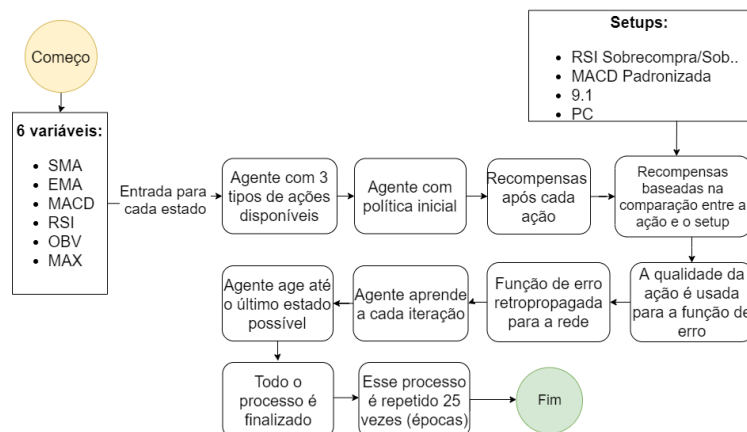 Começo
6 variáveis:
SMA
EMA
MACD
RSI
OBV
MAX
Entrada para
cada estado
Agente com 3
tipos de ações
disponíveis
Agente com
política inicial
Recompensas
após cada
ação
Setups:
RSI Sobrecompra/Sob..
MACD Padronizada
9.1
PC
Recompensas
baseadas na
comparação entre a
ação e o setup
A qualidade da
ação é usada
para a função de
erro
Função de erro
retropropagada
para a rede
Agente aprende
a cada iteração
Agente age até
o último estado
possível
Todo o
processo é
finalizado
Esse processo
é repetido 25
vezes (épocas)
Fim